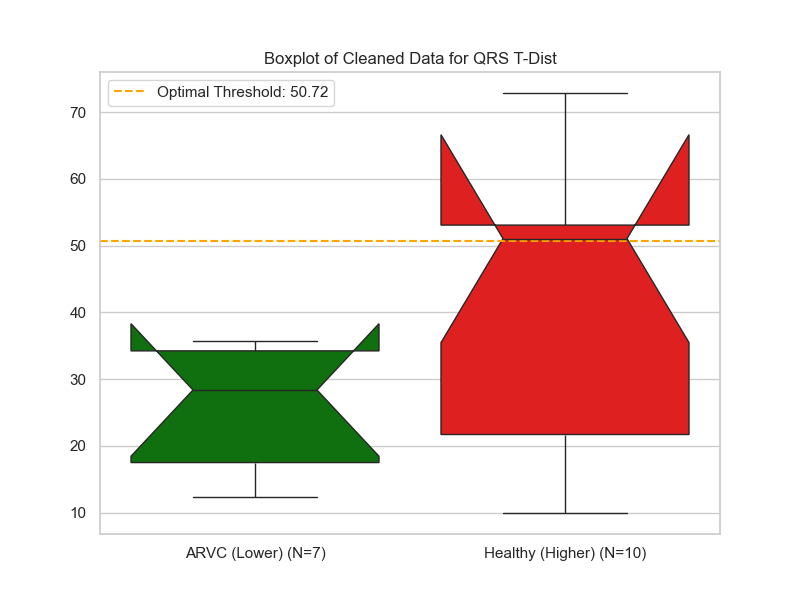 Boxplot of Cleaned Data for QRS T-Dist
Optimal Threshold: 50.72
70
60
50
40
30
20
10
ARVC (Lower) (N=7)
Healthy (Higher) (N=10)